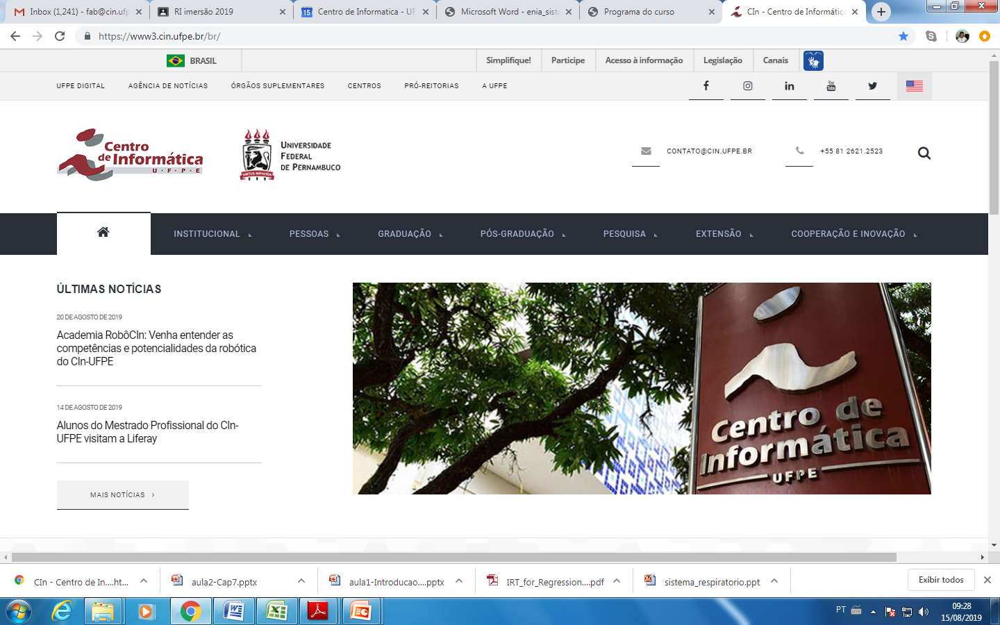 Inbox (1,241) - fab@cin.ufp
RI imersão 2019
Centro de Informatica - UF
Microsoft Word - enia_sist
Programa do curso
CIn - Centro de Informátic
https://www3.cin.ufpe.br/br/
BRASIL
Simplifique!
Participe
Acesso à informação
Legislação
Canais
UFPE DIGITAL
AGÊNCIA DE NOTÍCIAS
ÓRGÃOS SUPLEMENTARES
CENTROS
PRÓ-REITORIAS
A UFPE
You Tube
Centro
de Informática
U·F·P·E
VIRTUS IMPAVIDA
UNIVERSIDADE
FEDERAL
DE PERNAMBUCO
CONTATO@CIN.UFPE.BR
+55 81 2621.2523
INSTITUCIONAL
PESSOAS
GRADUAÇÃO
PÓS-GRADUAÇÃO
PESQUISA
EXTENSÃO
COOPERAÇÃO E INOVAÇÃO
ÚLTIMAS NOTÍCIAS
20 DE AGOSTO DE 2019
Academia RobôCIn: Venha entender as
competências e potencialidades da robótica
do CIn-UFPE
14 DE AGOSTO DE 2019
Alunos do Mestrado Profissional do CIn-
UFPE visitam a Liferay
MAIS NOTÍCIAS
Centro de
Informática
UFPE
CIn - Centro de In....ht...
aula2-Cap7.pptx
aula1-Introducao....pptx
IRT_for_Regression....pdf
sistema_respiratorio.ppt
Exibir todos
PT
09:28
15/08/2019